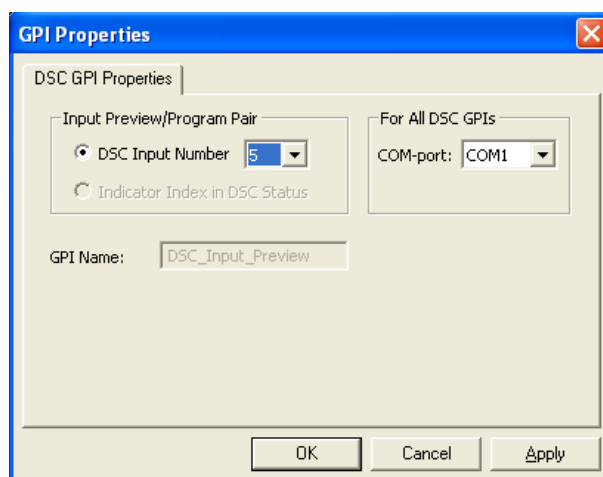 GPI Properties
DSC GPI Properties
Input Preview/Program Pair
DSC Input Number 5
Indicator Index in DSC Status
For All DSC GPIs
COM-port: COM1
GPI Name: DSC_Input_Preview
OK Cancel Apply